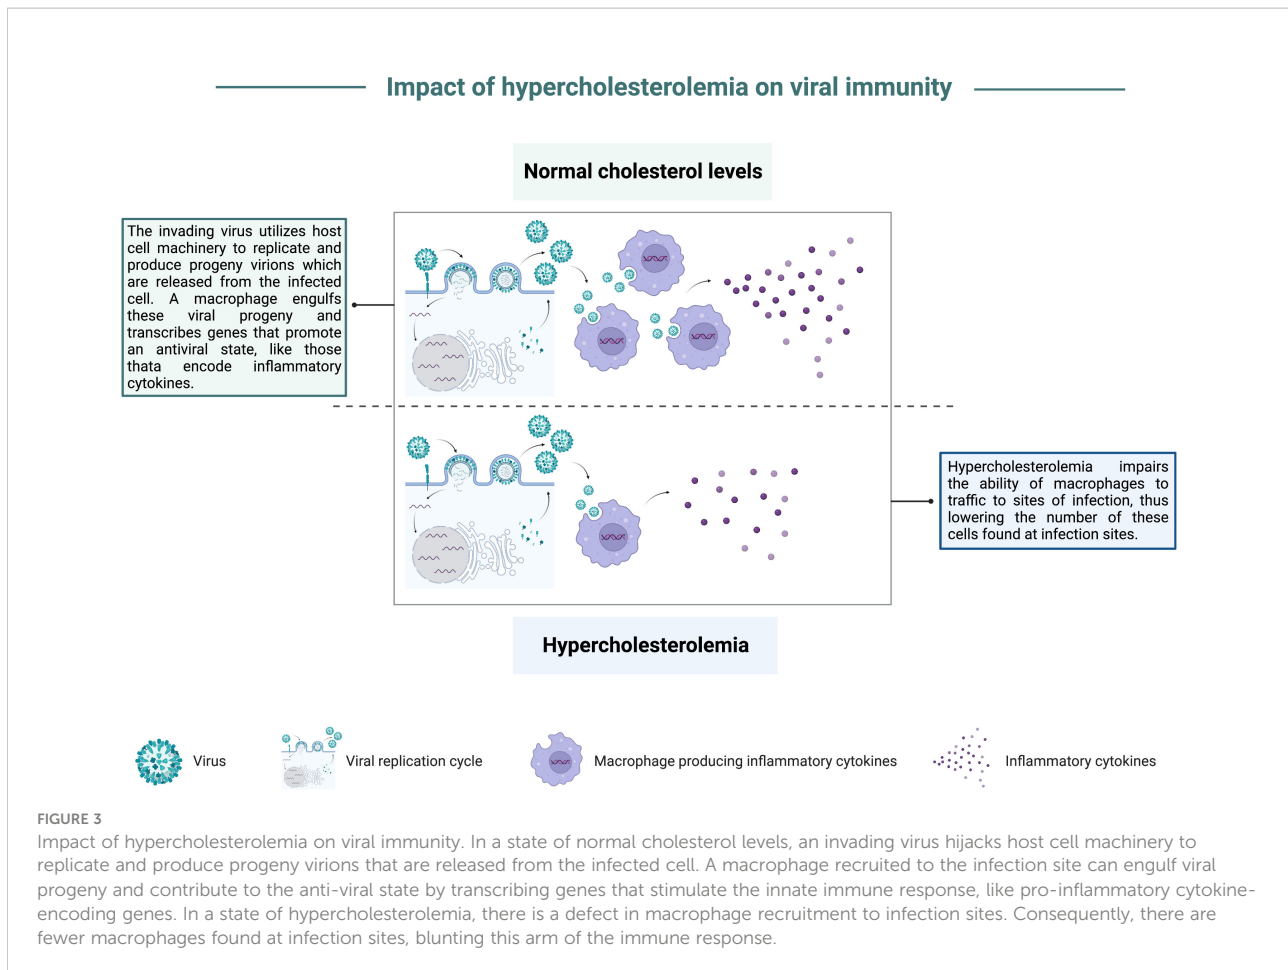 Impact of hypercholesterolemia on viral immunity
Normal cholesterol levels
The invading virus utilizes host
cell machinery to replicate and
produce progeny virions which
are released from the infected
cell. A macrophage engulfs
these viral progeny and
transcribes genes that promote
an antiviral state, like those
thata encode inflammatory
cytokines.
Hypercholesterolemia impairs
the ability of macrophages to
traffic to sites of infection, thus
lowering the number of these
cells found at infection sites.
Hypercholesterolemia
Virus
Viral replication cycle
Macrophage producing inflammatory cytokines
Inflammatory cytokines
FIGURE 3
Impact of hypercholesterolemia on viral immunity. In a state of normal cholesterol levels, an invading virus hijacks host cell machinery to
replicate and produce progeny virions that are released from the infected cell. A macrophage recruited to the infection site can engulf viral
progeny and contribute to the anti-viral state by transcribing genes that stimulate the innate immune response, like pro-inflammatory cytokine-
encoding genes. In a state of hypercholesterolemia, there is a defect in macrophage recruitment to infection sites. Consequently, there are
fewer macrophages found at infection sites, blunting this arm of the immune response.